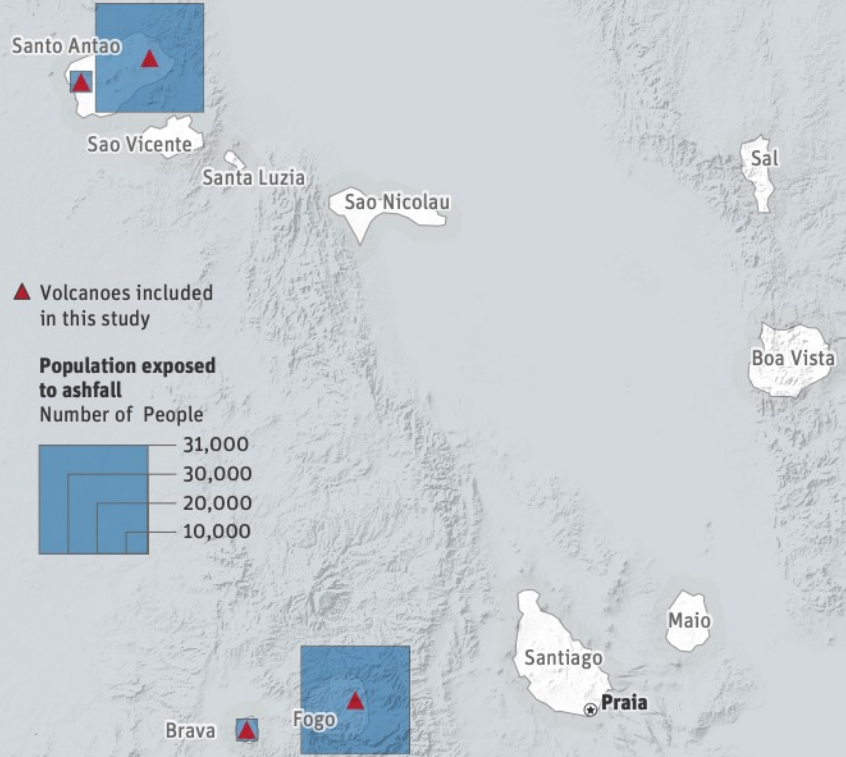 Santo Antao
Sao Vicente
Santa Luzia
Sao Nicolau
Sal
Volcanoes included
in this study
Boa Vista
Population exposed
to ashfall
Number of People
31,000
30,000
20,000
10,000
Maio
Santiago
Praia
Fogo
Brava